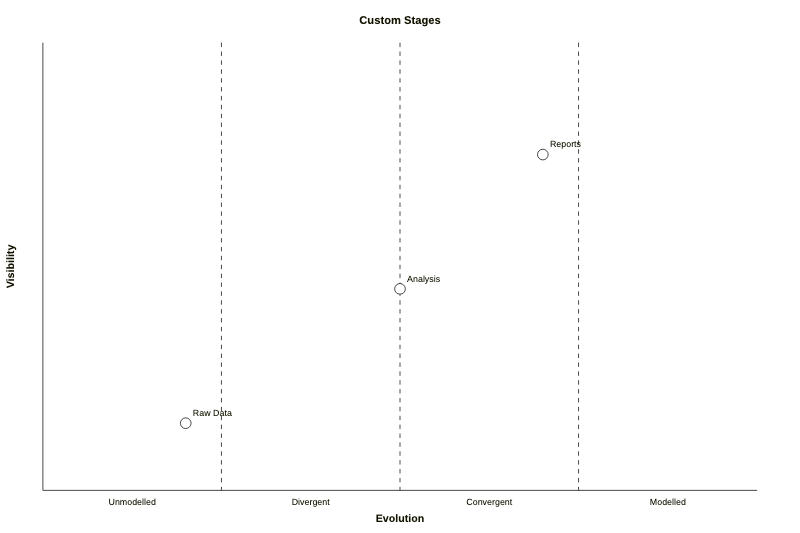 Custom Stages
Reports
Visibility
Analysis
Raw Data
Unmodelled
Divergent
Convergent
Modelled
Evolution